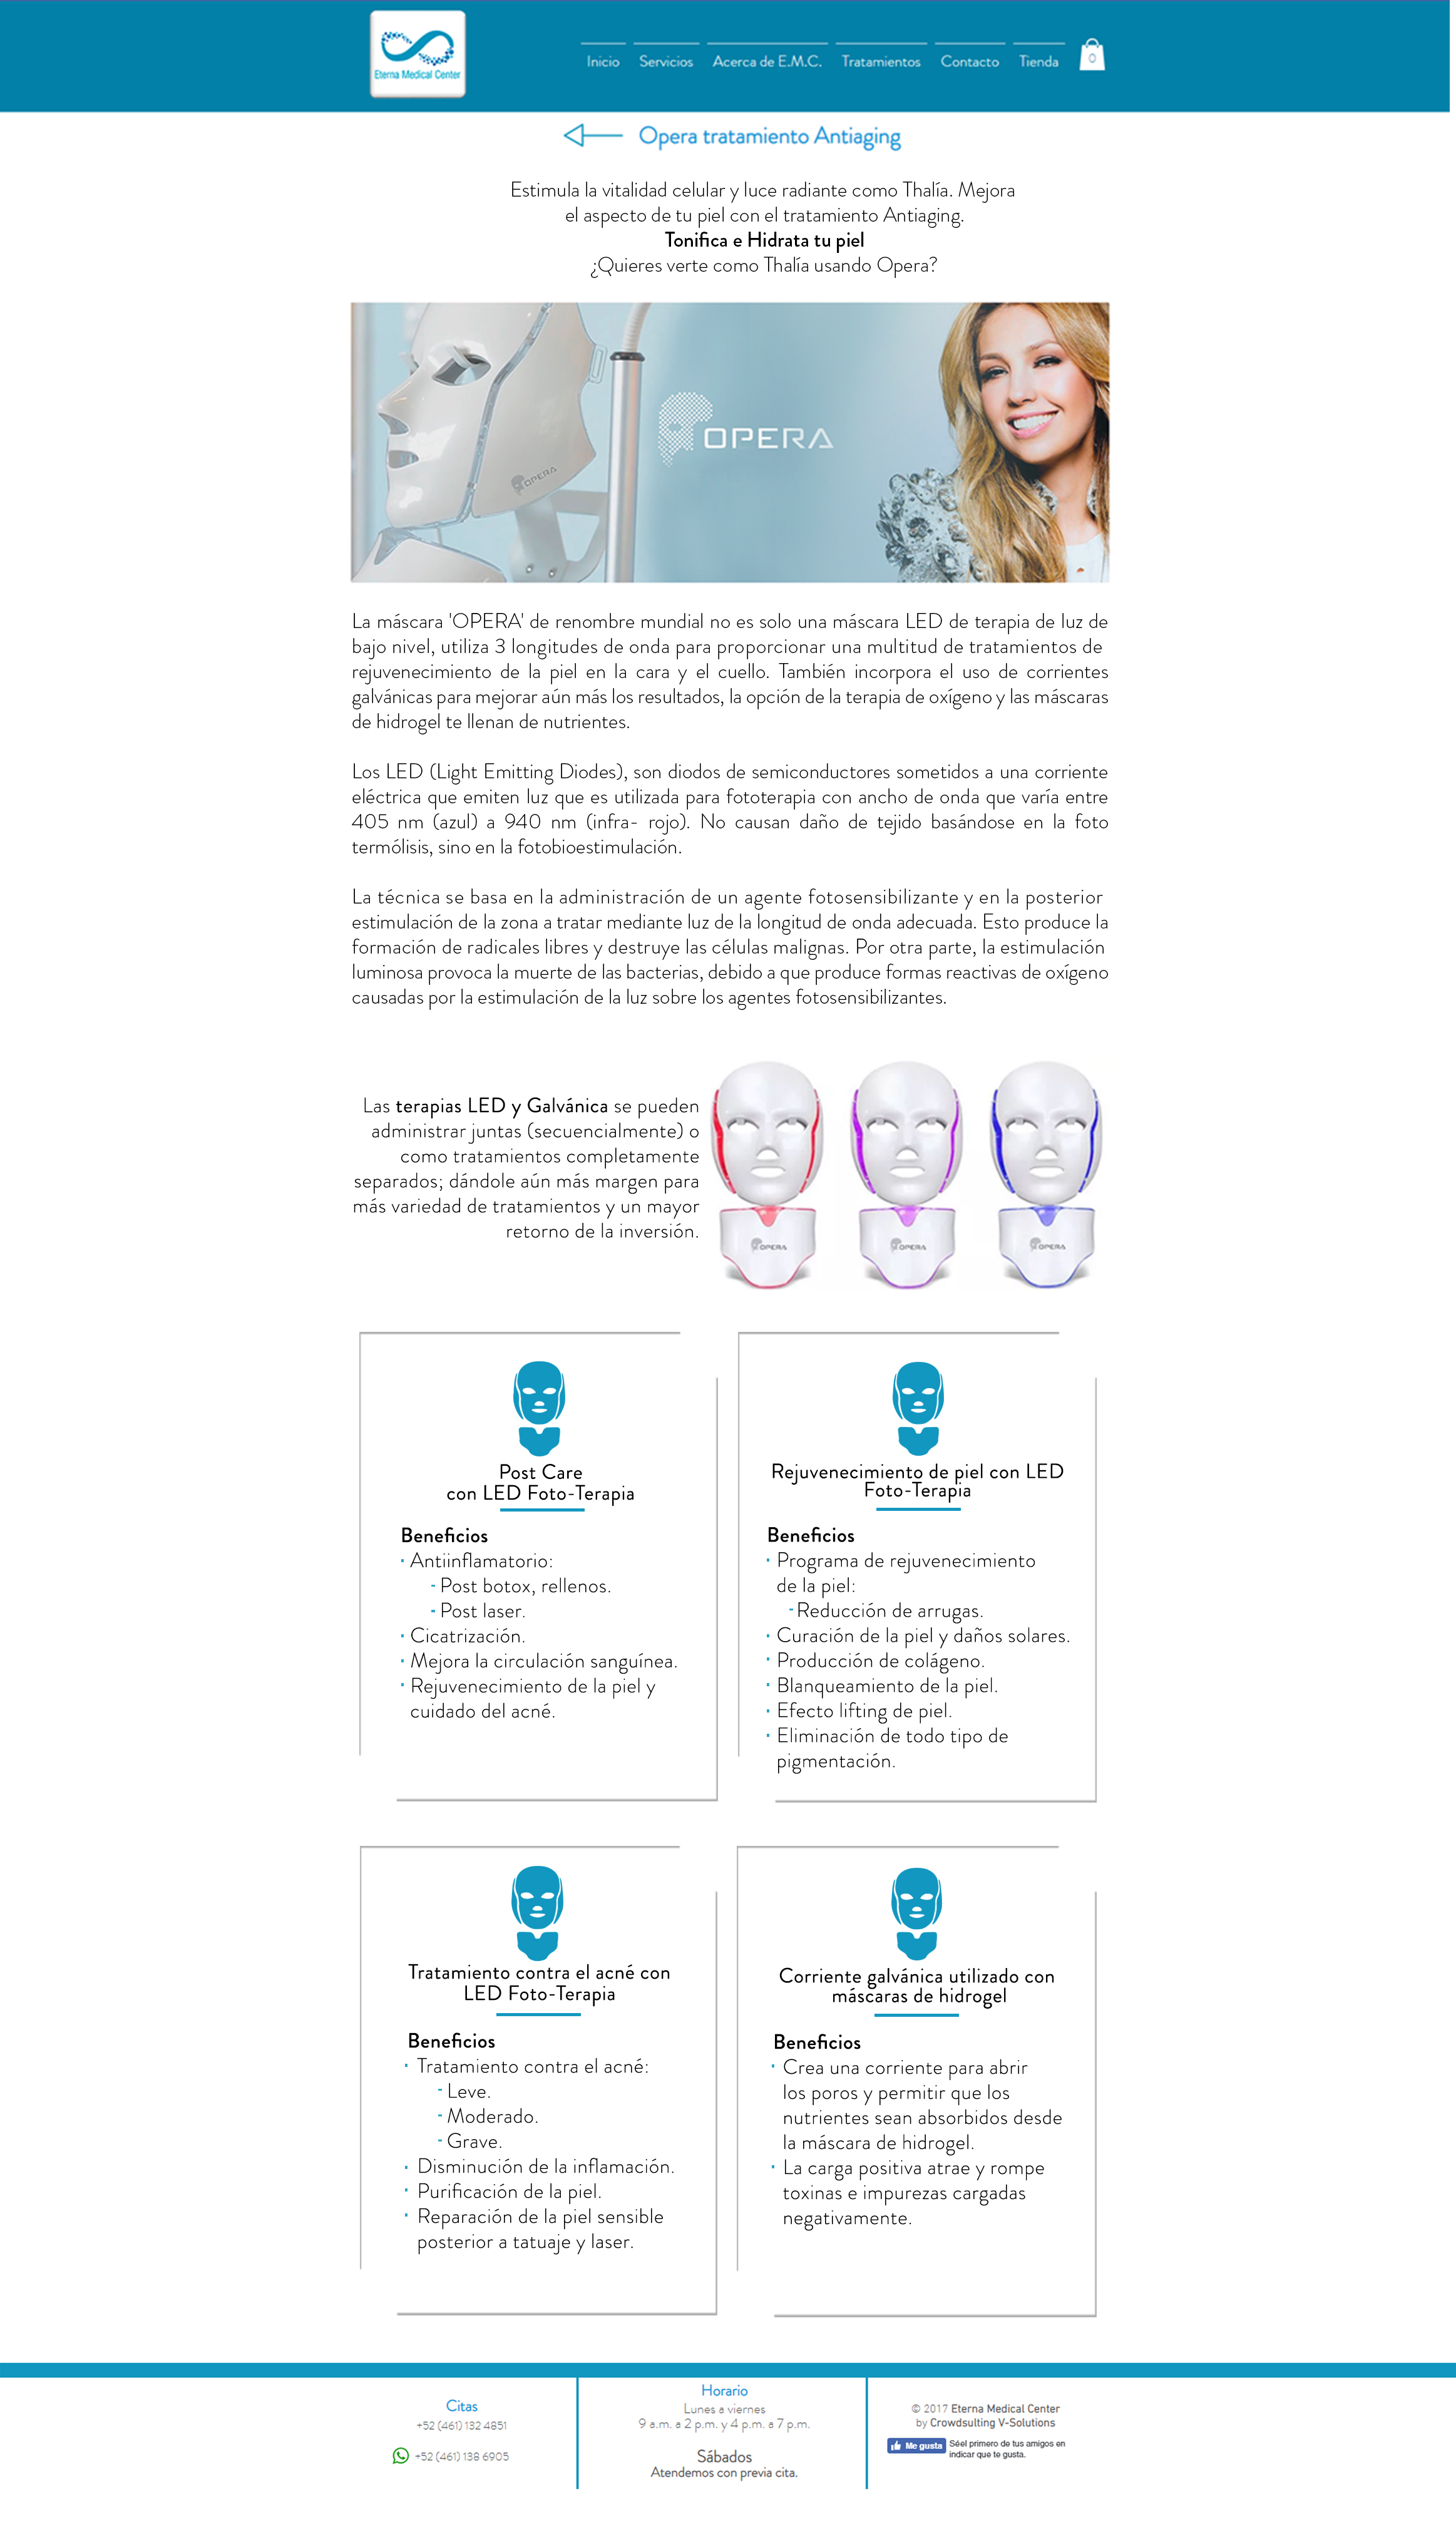 Eterna Medical Center
Inicio Servicios Acerca de E.M.C. Tratamientos Contacto Tienda 0
Opera tratamiento Antiaging
Estimula la vitalidad celular y luce radiante como Thalía. Mejora
el aspecto de tu piel con el tratamiento Antiaging.
Tonifica e Hidrata tu piel
¿Quieres verte como Thalía usando Opera?
OPERA
OPERA
La máscara 'OPERA' de renombre mundial no es solo una máscara LED de terapia de luz de
bajo nivel, utiliza 3 longitudes de onda para proporcionar una multitud de tratamientos de
rejuvenecimiento de la piel en la cara y el cuello. También incorpora el uso de corrientes
galvánicas para mejorar aún más los resultados, la opción de la terapia de oxígeno y las máscaras
de hidrogel te llenan de nutrientes.
Los LED (Light Emitting Diodes), son diodos de semiconductores sometidos a una corriente
eléctrica que emiten luz que es utilizada para fototerapia con ancho de onda que varía entre
405 nm (azul) a 940 nm (infra- rojo). No causan daño de tejido basándose en la foto
termólisis, sino en la fotobioestimulación.
La técnica se basa en la administración de un agente fotosensibilizante y en la posterior
estimulación de la zona a tratar mediante luz de la longitud de onda adecuada. Esto produce la
formación de radicales libres y destruye las células malignas. Por otra parte, la estimulación
luminosa provoca la muerte de las bacterias, debido a que produce formas reactivas de oxígeno
causadas por la estimulación de la luz sobre los agentes fotosensibilizantes.
Las terapias LED y Galvánica se pueden
administrar juntas (secuencialmente) o
como tratamientos completamente
separados; dándole aún más margen para
más variedad de tratamientos y un mayor
retorno de la inversión.
OPERA OPERA OPERA
Post Care
con LED Foto-Terapia
Beneficios
· Antiinflamatorio:
- Post botox, rellenos.
- Post laser.
· Cicatrización.
· Mejora la circulación sanguínea.
· Rejuvenecimiento de la piel y
cuidado del acné.
Rejuvenecimiento de piel con LED
Foto-Terapia
Beneficios
· Programa de rejuvenecimiento
de la piel:
- Reducción de arrugas.
· Curación de la piel y daños solares.
· Producción de colágeno.
· Blanqueamiento de la piel.
· Efecto lifting de piel.
· Eliminación de todo tipo de
pigmentación.
Tratamiento contra el acné con
LED Foto-Terapia
Beneficios
· Tratamiento contra el acné:
- Leve.
- Moderado.
- Grave.
· Disminución de la inflamación.
· Purificación de la piel.
· Reparación de la piel sensible
posterior a tatuaje y laser.
Corriente galvánica utilizado con
máscaras de hidrogel
Beneficios
· Crea una corriente para abrir
los poros y permitir que los
nutrientes sean absorbidos desde
la máscara de hidrogel.
· La carga positiva atrae y rompe
toxinas e impurezas cargadas
negativamente.
Citas
+52 (461) 132 4851
+52 (461) 138 6905
Horario
Lunes a viernes
9 a.m. a 2 p.m. y 4 p.m. a 7 p.m.
Sábados
Atendemos con previa cita.
© 2017 Eterna Medical Center
by Crowdsulting V-Solutions
Me gusta Sé el primero de tus amigos en
indicar que te gusta.